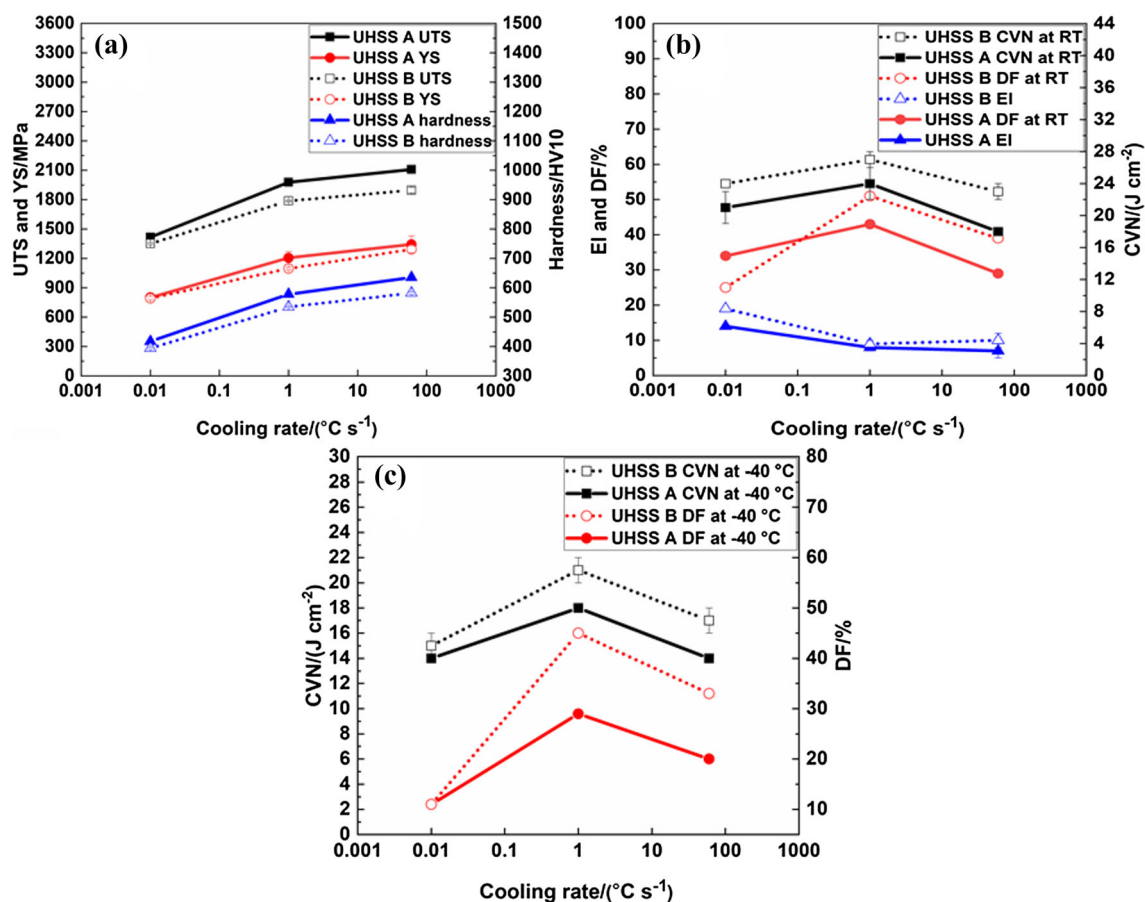 (a)
UTS and YS/MPa
3600
3300
3000
2700
2400
2100
1800
1500
1200
900
600
300
0
UHSS A UTS
UHSS A YS
UHSS B UTS
UHSS B YS
UHSS A hardness
UHSS B hardness
1500
1400
1300
1200
1100
1000
900
800
700
600
500
400
300
Hardness/HV10
0.001 0.01 0.1 1 10 100 1000
Cooling rate/(°C s-1)
(b)
EI and DF/%
100
90
80
70
60
50
40
30
20
10
0
UHSS B CVN at RT
UHSS A CVN at RT
UHSS B DF at RT
UHSS B EI
UHSS A DF at RT
UHSS A EI
44
40
36
32
28
24
20
16
12
8
4
0
CVN/(J cm-2)
0.001 0.01 0.1 1 10 100 1000
Cooling rate/(°C s-1)
(c)
CVN/(J cm-2)
30
28
26
24
22
20
18
16
14
12
10
8
6
4
2
0
UHSS B CVN at -40 °C
UHSS A CVN at -40 °C
UHSS B DF at -40 °C
UHSS A DF at -40 °C
80
70
60
50
40
30
20
10
DF/%
0.001 0.01 0.1 1 10 100 1000
Cooling rate/(°C s-1)